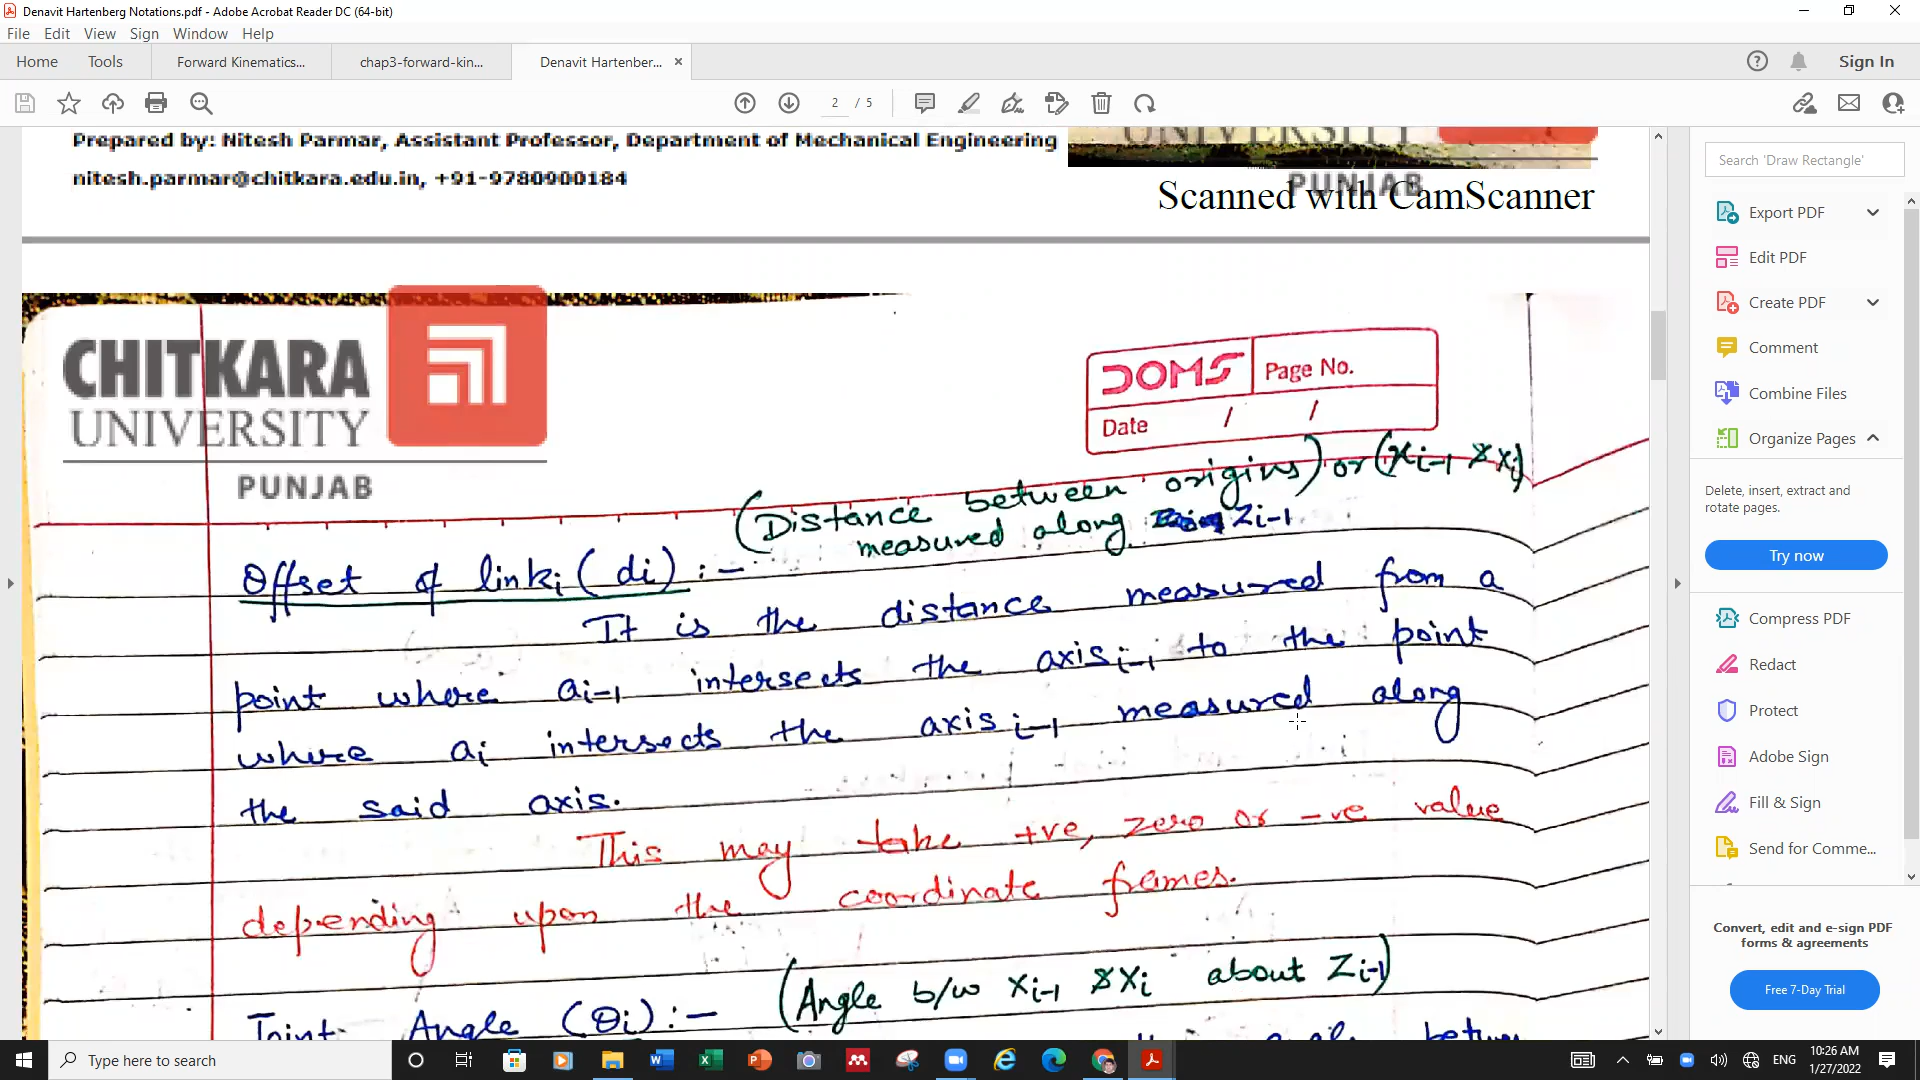 Denavit Hartenberg Notations.pdf - Adobe Acrobat Reader DC (64-bit)
File Edit View Sign Window Help
Home Tools Forward Kinematics... chap3-forward-kin... Denavit Hartenber... Sign In
2 / 5
Prepared by: Nitesh Parmar, Assistant Professor, Department of Mechanical Engineering
nitesh.parmar@chitkara.edu.in, +91-9780900184
UNIVERSITY
PUNJAB
Scanned with CamScanner
CHITKARA
UNIVERSITY
PUNJAB
DOMS Page No.
Date / /
(Distance between origins) or (xi-1 & xi)
measured along Zi-1
Offset of linki (di) :-
It is the distance measured from a
point where ai-1 intersects the axisi-1 to the point
where ai intersects the axisi-1 measured along
the said axis.
This may take +ve, zero or -ve value
depending upon the coordinate frames.
(Angle b/w Xi-1 & Xi about Zi-1)
Joint Angle (θi) :-
Search 'Draw Rectangle'
Export PDF
Edit PDF
Create PDF
Comment
Combine Files
Organize Pages
Delete, insert, extract and
rotate pages.
Try now
Compress PDF
Redact
Protect
Adobe Sign
Fill & Sign
Send for Comme...
Convert, edit and e-sign PDF
forms & agreements
Free 7-Day Trial
Type here to search
ENG
10:26 AM
1/27/2022